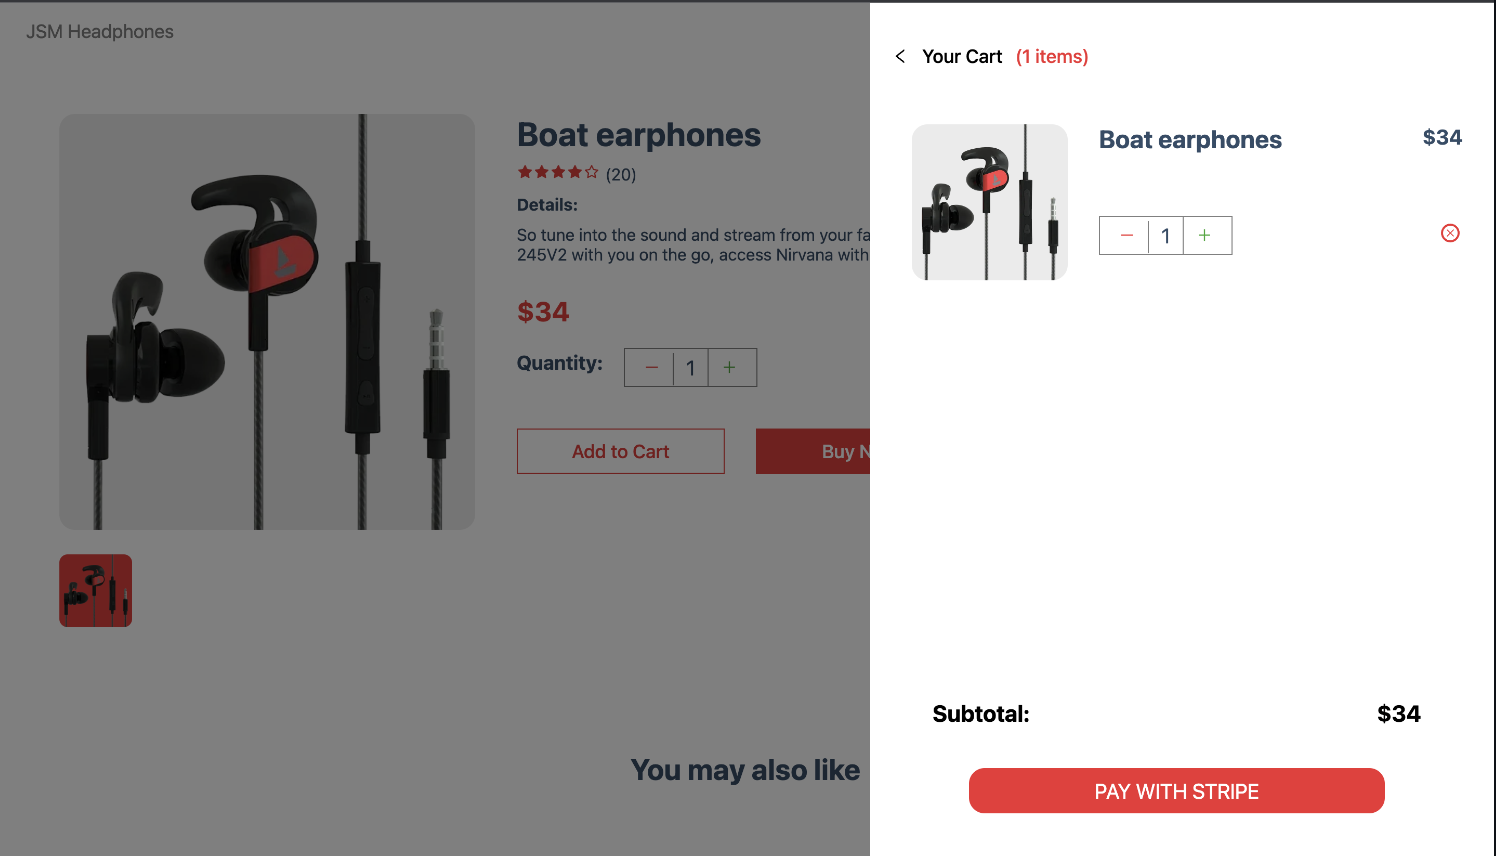 JSM Headphones
Boat earphones
(20)
Details:
So tune into the sound and stream from your fa
245V2 with you on the go, access Nirvana with
$34
Quantity:
− 1 +
Add to Cart
Buy N
You may also like
< Your Cart (1 items)
Boat earphones
$34
− 1 +
Subtotal:
$34
PAY WITH STRIPE